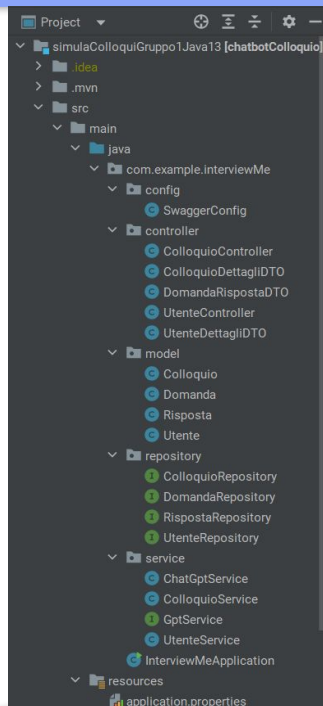 Project
simulaColloquiGruppo1Java13 [chatbotColloquio]
.idea
.mvn
src
main
java
com.example.interviewMe
config
C SwaggerConfig
controller
C ColloquioController
C ColloquioDettagliDTO
C DomandaRispostaDTO
C UtenteController
C UtenteDettagliDTO
model
C Colloquio
C Domanda
C Risposta
C Utente
repository
I ColloquioRepository
I DomandaRepository
I RispostaRepository
I UtenteRepository
service
C ChatGptService
C ColloquioService
I GptService
C UtenteService
C InterviewMeApplication
resources
application.properties